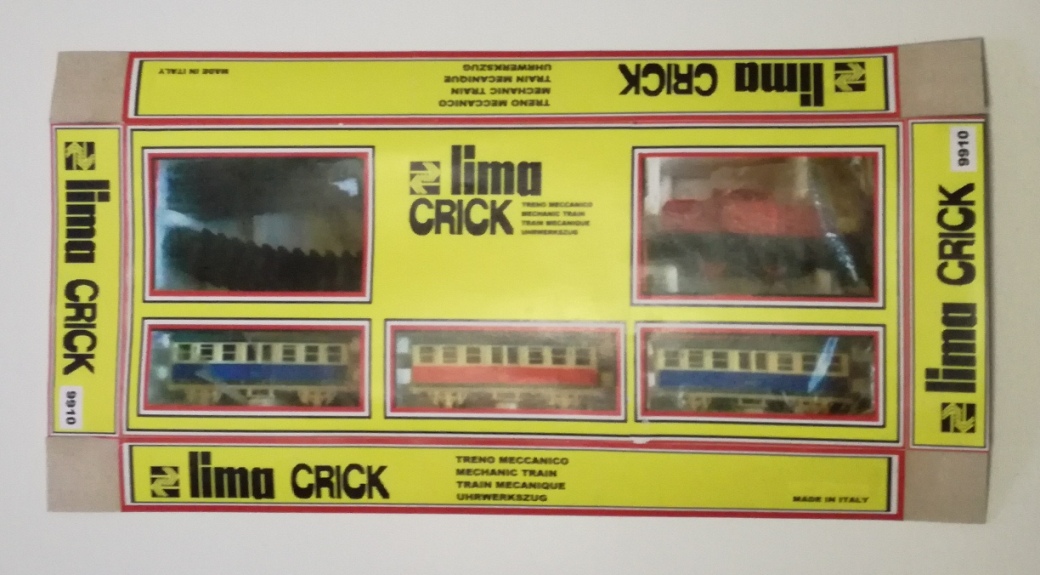 MADE IN ITALY
UHRWERKSZUG
TRAIN MECANIQUE
MECHANIC TRAIN
TRENO MECCANICO
lima CRICK
lima CRICK
9910
lima
CRICK
TRENO MECCANICO
MECHANIC TRAIN
TRAIN MECANIQUE
UHRWERKSZUG
9910
lima CRICK
lima CRICK
TRENO MECCANICO
MECHANIC TRAIN
TRAIN MECANIQUE
UHRWERKSZUG
MADE IN ITALY